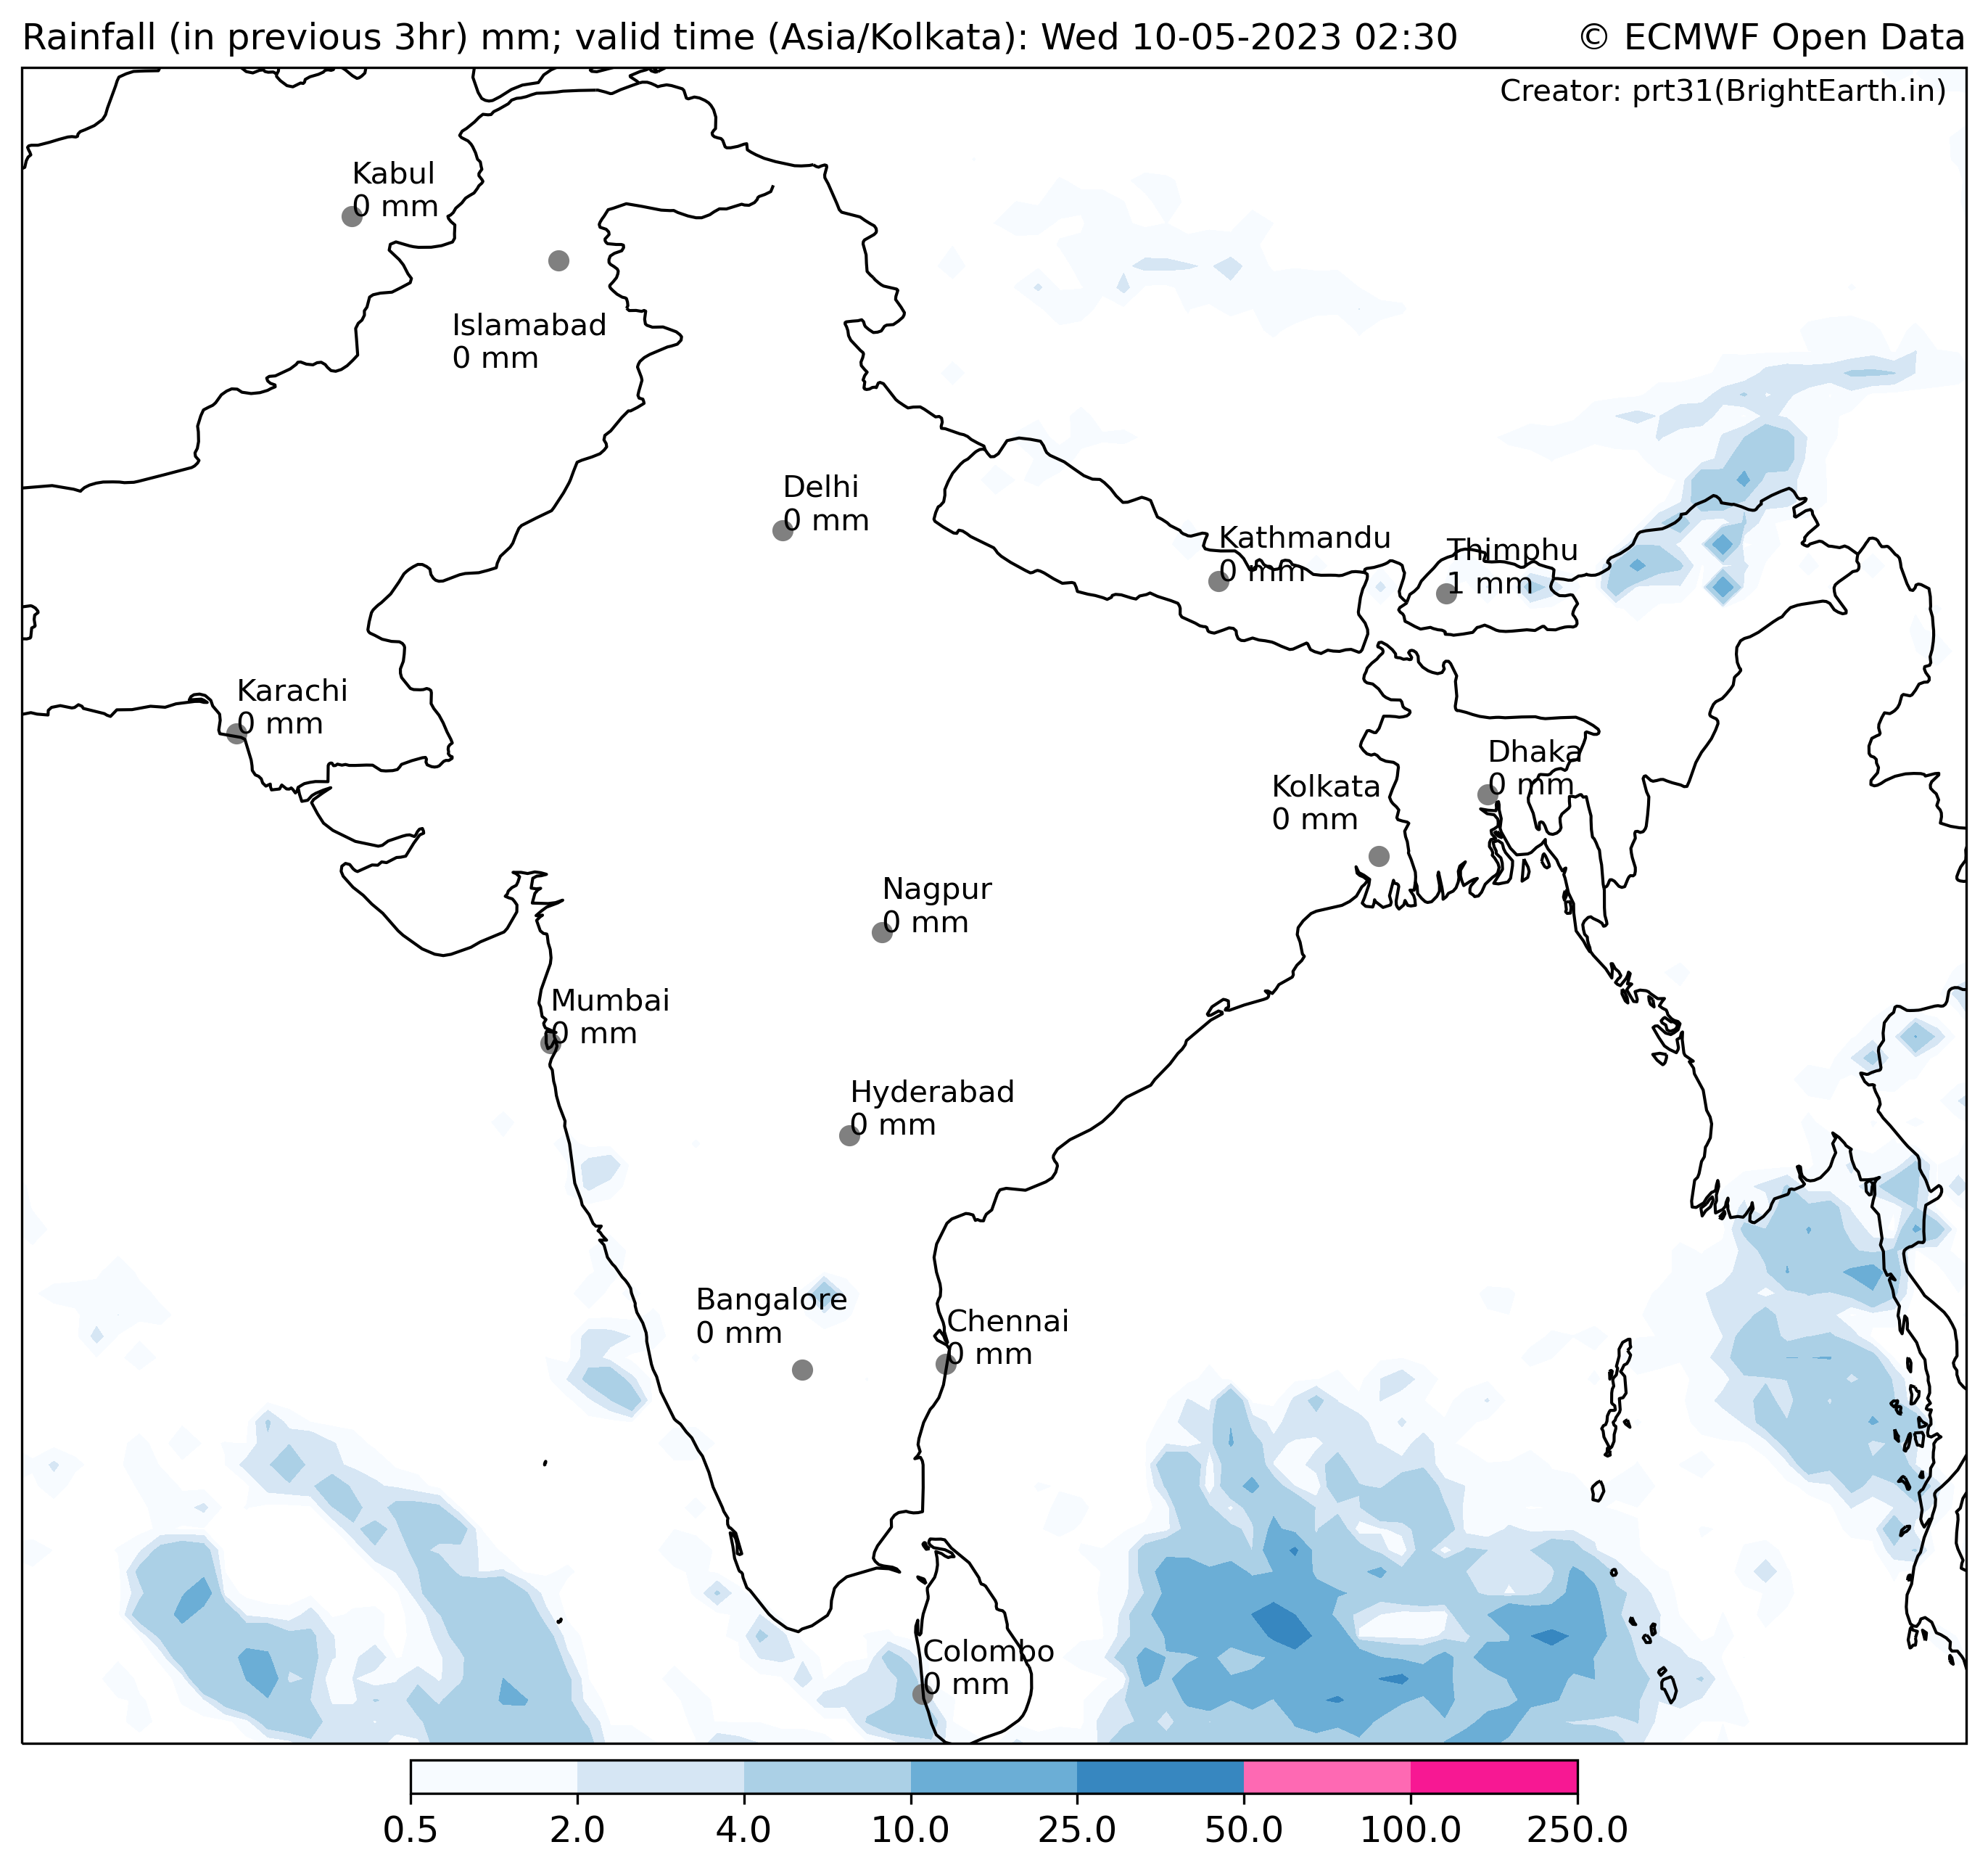 Rainfall (in previous 3hr) mm; valid time (Asia/Kolkata): Wed 10-05-2023 02:30
© ECMWF Open Data
Creator: prt31(BrightEarth.in)
Kabul
0 mm
Islamabad
0 mm
Delhi
0 mm
Kathmandu
0 mm
Thimphu
1 mm
Karachi
0 mm
Dhaka
0 mm
Kolkata
0 mm
Nagpur
0 mm
Mumbai
0 mm
Hyderabad
0 mm
Bangalore
0 mm
Chennai
0 mm
Colombo
0 mm
0.5 2.0 4.0 10.0 25.0 50.0 100.0 250.0